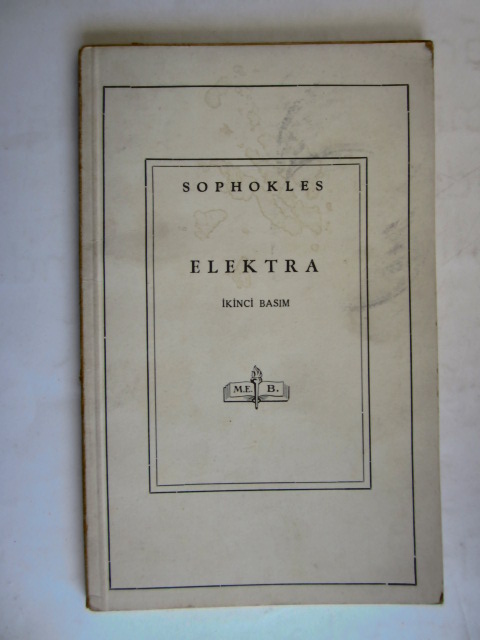 SOPHOKLES
ELEKTRA
İKİNCİ BASIM
M.E. B.